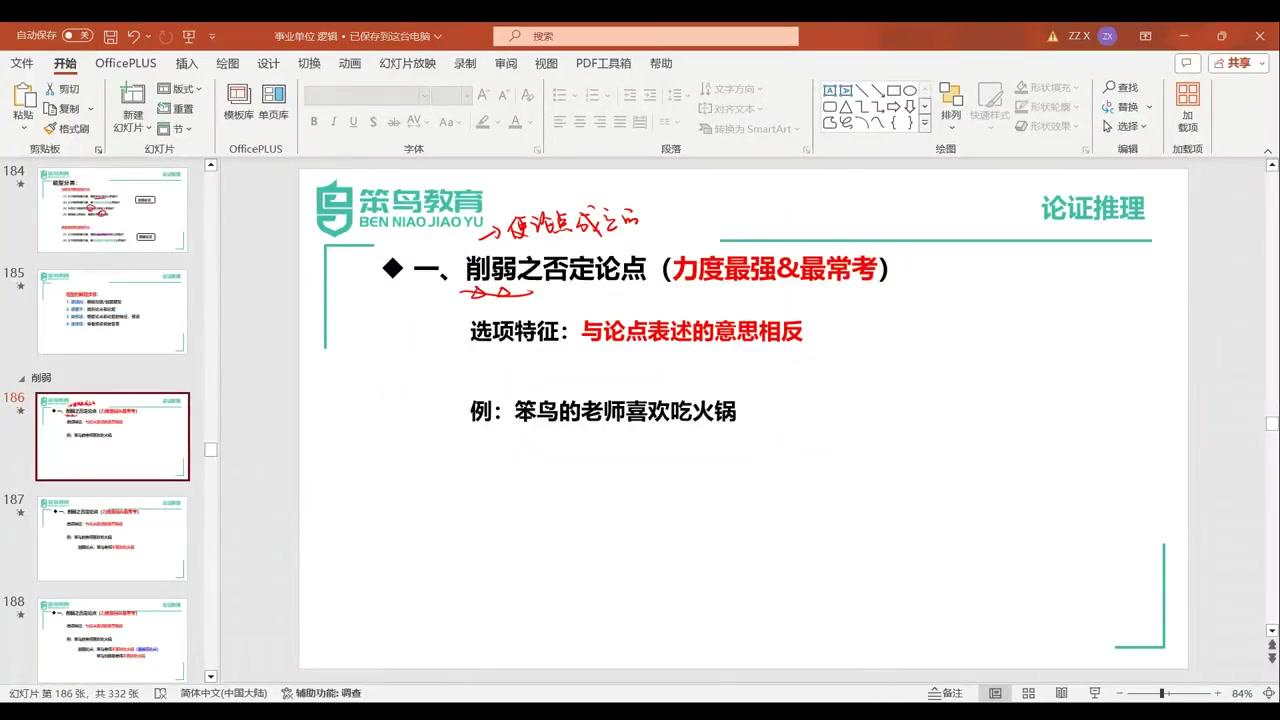 自动保存 关 事业单位 逻辑 • 已保存到这台电脑 搜索 ZZ X ZX
文件 开始 OfficePLUS 插入 绘图 设计 切换 动画 幻灯片放映 录制 审阅 视图 PDF工具箱 帮助 共享
粘贴 剪切 复制 格式刷 新建 幻灯片 版式 重置 节 模板库 单页库 文字方向 对齐文本 转换为 SmartArt 排列 快速样式 形状填充 形状轮廓 形状效果 查找 替换 选择 加载项
剪贴板 幻灯片 OfficePLUS 字体 段落 绘图 编辑 加载项
184
185
削弱
186
187
188
笨鸟教育
BEN NIAO JIAO YU
论证推理
一、削弱之否定论点（力度最强&最常考）
选项特征：与论点表述的意思相反
例：笨鸟的老师喜欢吃火锅
幻灯片 第 186 张，共 332 张 简体中文(中国大陆) 辅助功能: 调查 备注 84%